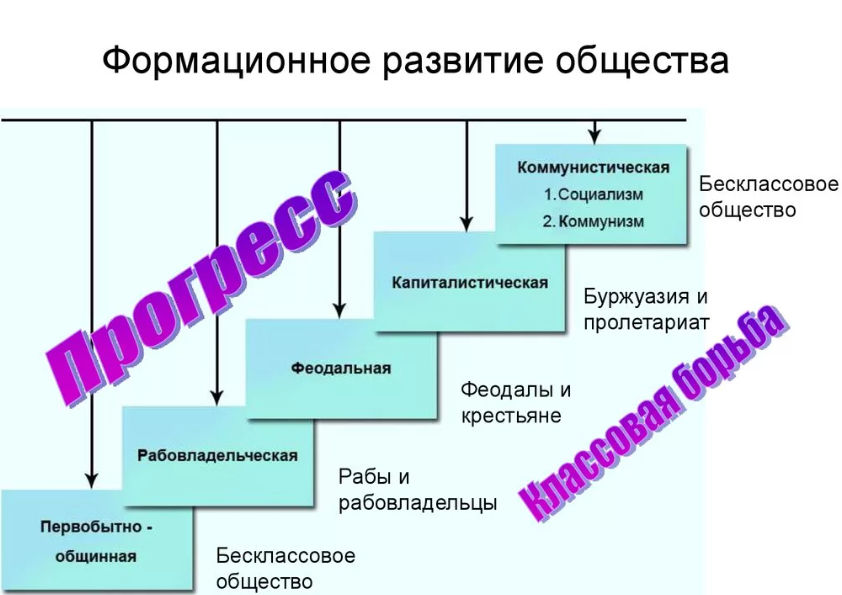 Формационное развитие общества
Коммунистическая
1.Социализм
2. Коммунизм
Бесклассовое
общество
Прогресс
Капиталистическая
Буржуазия и
пролетариат
Феодальная
Феодалы и
крестьяне
Классовая борьба
Рабовладельческая
Рабы и
рабовладельцы
Первобытно -
общинная
Бесклассовое
общество